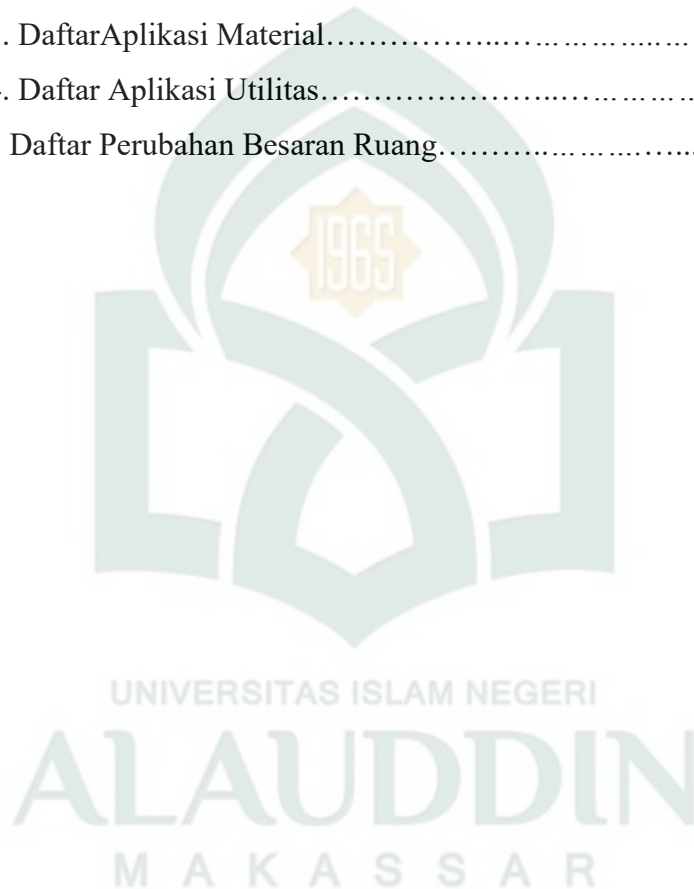 . DaftarAplikasi Material……………..…………..……
. Daftar Aplikasi Utilitas…………………..……………..
Daftar Perubahan Besaran Ruang………..………..…...
1965
UNIVERSITAS ISLAM NEGERI
ALAUDDIN
MAKASSAR